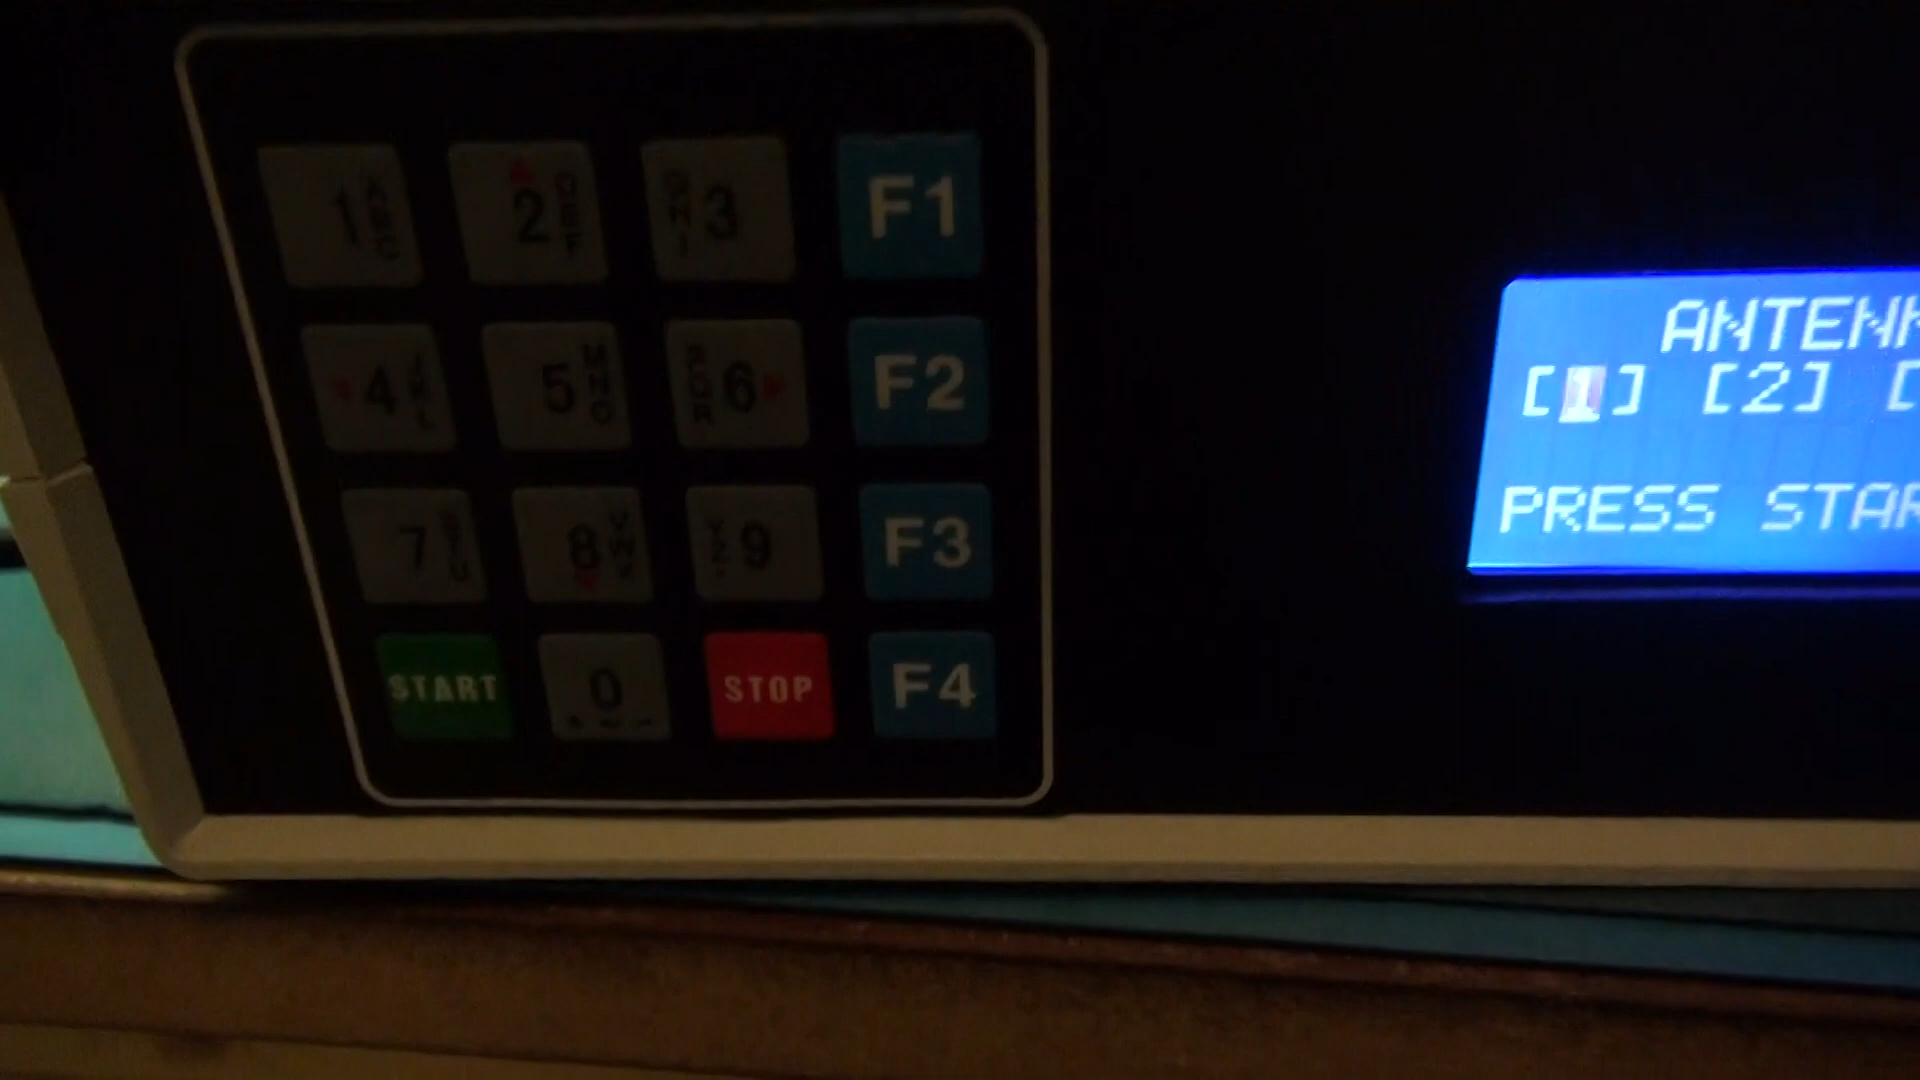 1 ABC
2 DEF
GHI 3
F1
4 JKL
5 MNO
PQR 6
F2
7 STU
8 VWX
YZ 9
F3
START
0
STOP
F4
ANTENN
[1] [2] [
PRESS STAR